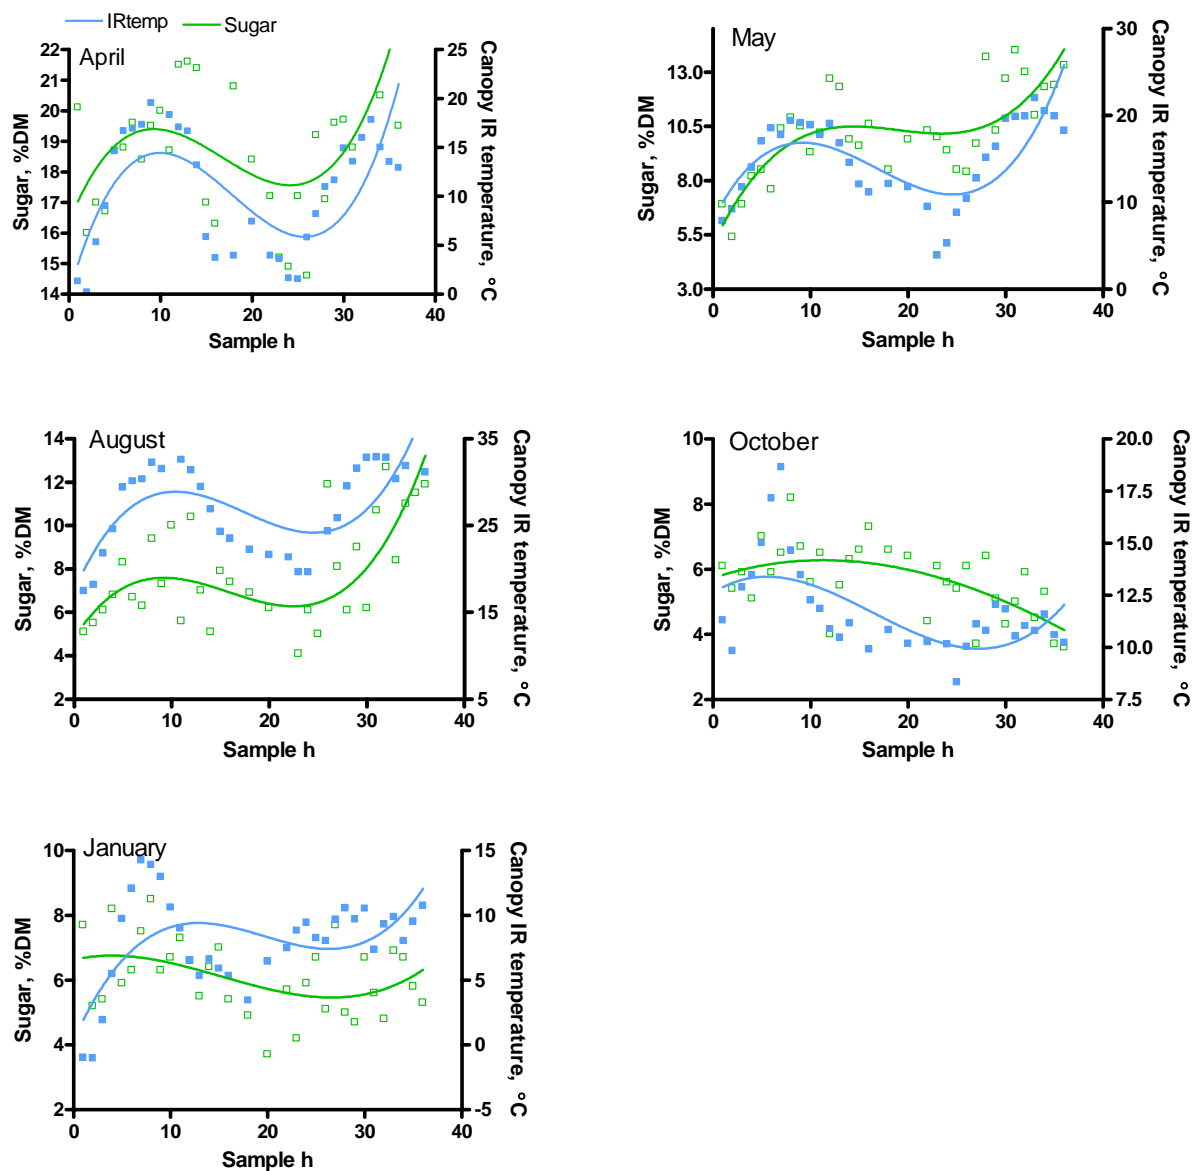 IRtemp Sugar
April
22
21
20
19
18
17
16
15
14
Sugar, %DM
25
20
15
10
5
0
Canopy IR temperature, °C
0 10 20 30 40
Sample h
May
13.0
10.5
8.0
5.5
3.0
Sugar, %DM
30
20
10
0
Canopy IR temperature, °C
0 10 20 30 40
Sample h
August
14
12
10
8
6
4
2
Sugar, %DM
35
25
15
5
Canopy IR temperature, °C
0 10 20 30 40
Sample h
October
10
8
6
4
2
Sugar, %DM
20.0
17.5
15.0
12.5
10.0
7.5
Canopy IR temperature, °C
0 10 20 30 40
Sample h
January
10
8
6
4
2
Sugar, %DM
15
10
5
0
-5
Canopy IR temperature, °C
0 10 20 30 40
Sample h